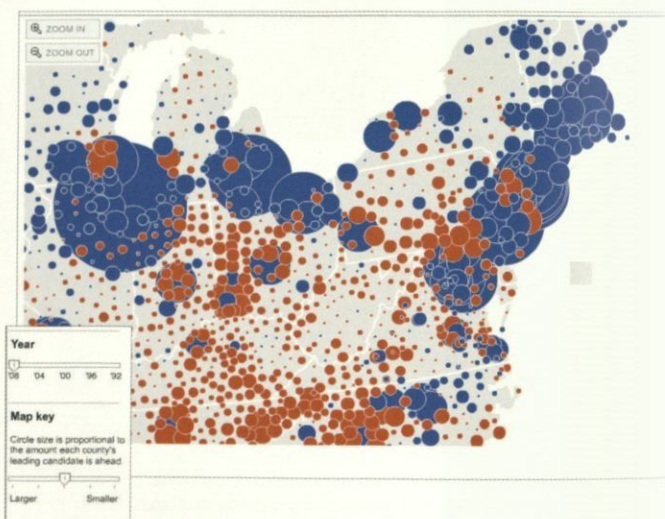 ZOOM IN
ZOOM OUT
Year
'08 '04 '00 '96 '92
Map key
Circle size is proportional to
the amount each county's
leading candidate is ahead.
Larger Smaller